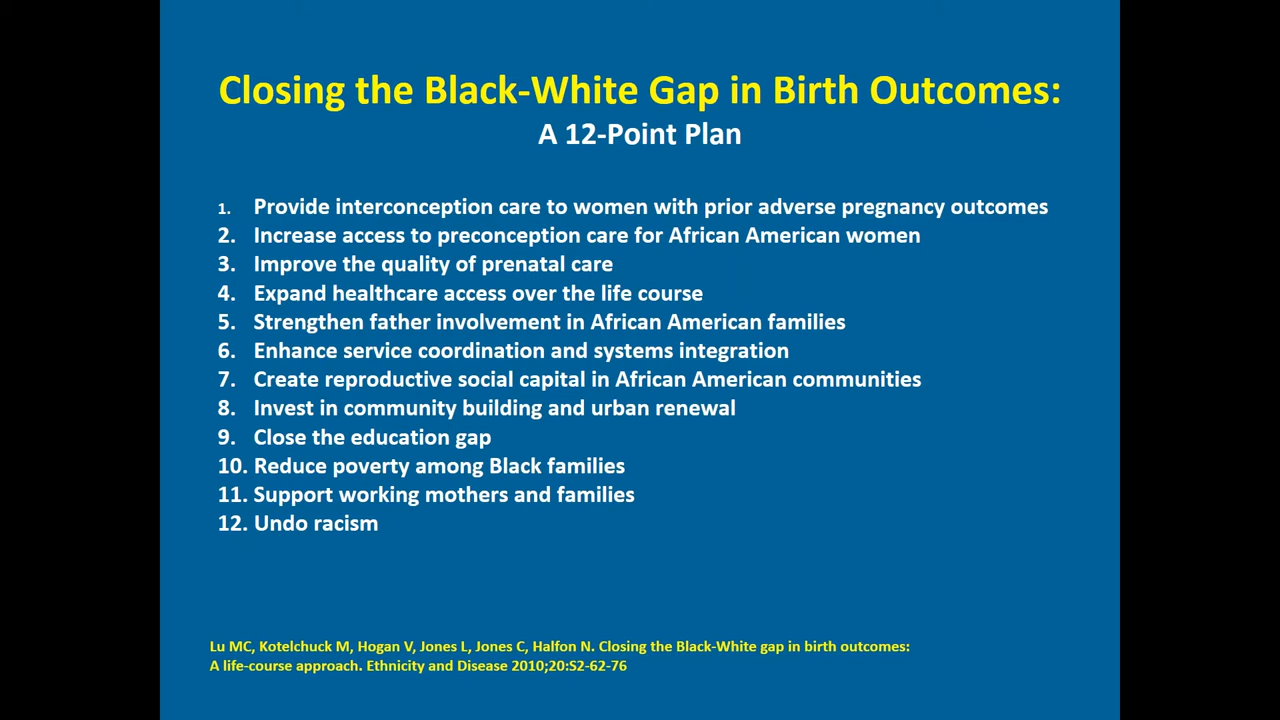 Closing the Black-White Gap in Birth Outcomes:
A 12-Point Plan
1. Provide interconception care to women with prior adverse pregnancy outcomes
2. Increase access to preconception care for African American women
3. Improve the quality of prenatal care
4. Expand healthcare access over the life course
5. Strengthen father involvement in African American families
6. Enhance service coordination and systems integration
7. Create reproductive social capital in African American communities
8. Invest in community building and urban renewal
9. Close the education gap
10. Reduce poverty among Black families
11. Support working mothers and families
12. Undo racism
Lu MC, Kotelchuck M, Hogan V, Jones L, Jones C, Halfon N. Closing the Black-White gap in birth outcomes:
A life-course approach. Ethnicity and Disease 2010;20:S2-62-76